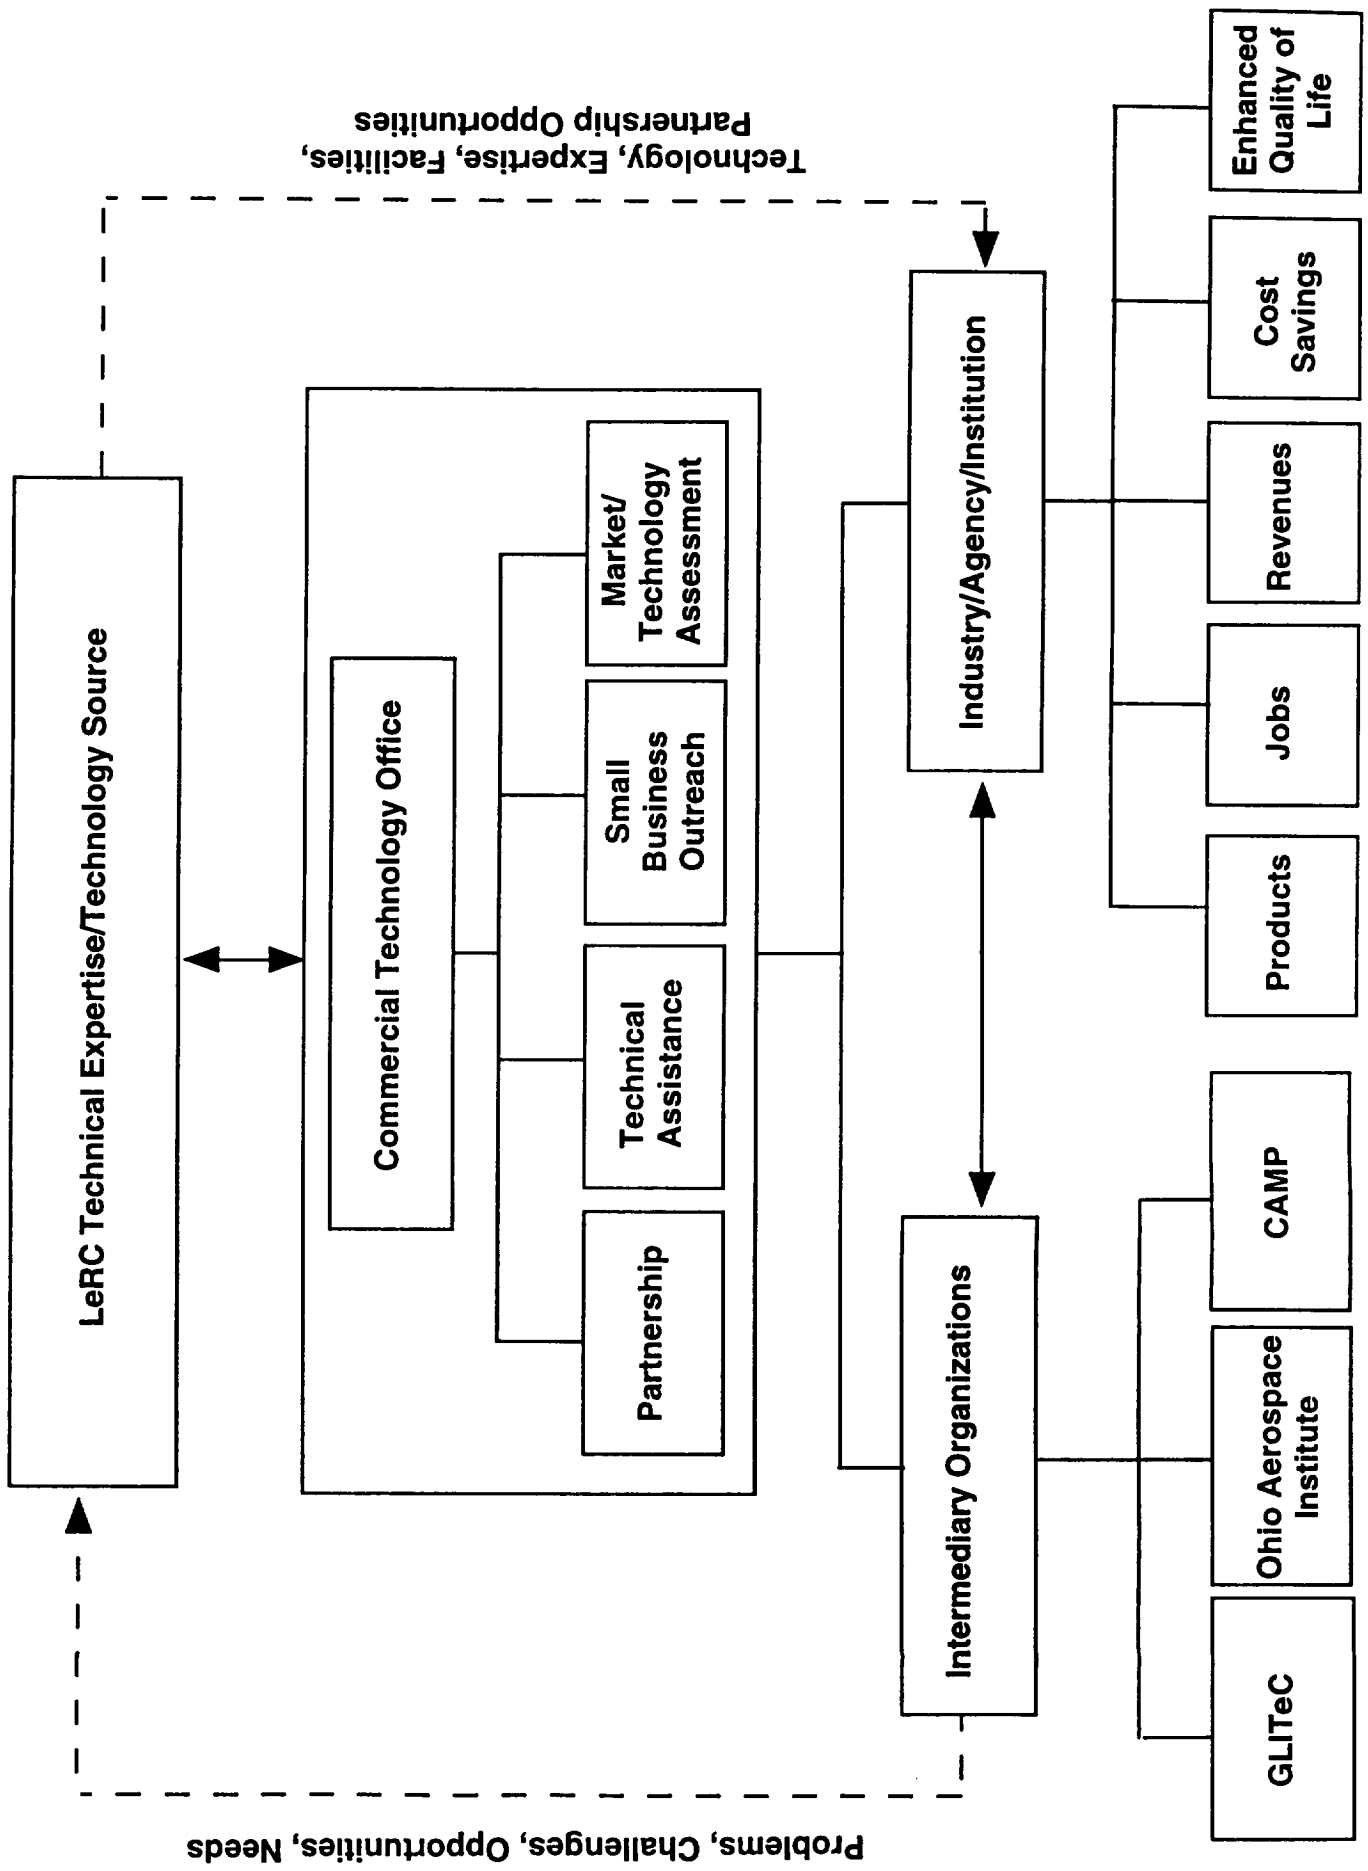 LeRC Technical Expertise/Technology Source
Problems, Challenges, Opportunities, Needs
Technology, Expertise, Facilities,
Partnership Opportunities
Commercial Technology Office
Partnership
Technical
Assistance
Small
Business
Outreach
Market/
Technology
Assessment
Intermediary Organizations
Industry/Agency/Institution
GLITeC
Ohio Aerospace
Institute
CAMP
Products
Jobs
Revenues
Cost
Savings
Enhanced
Quality of
Life